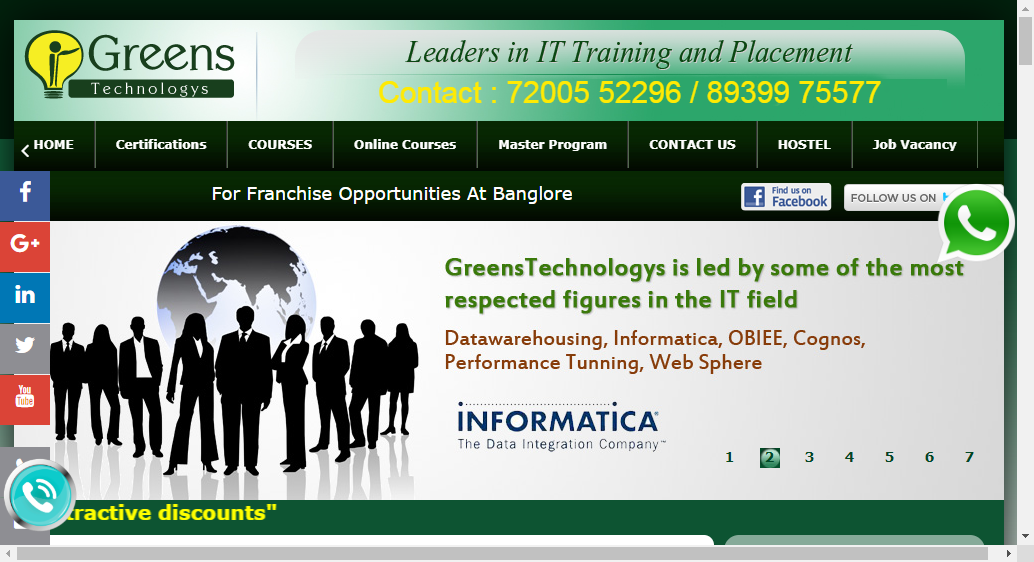 Greens
Technologys
Leaders in IT Training and Placement
Contact : 72005 52296 / 89399 75577
HOME
Certifications
COURSES
Online Courses
Master Program
CONTACT US
HOSTEL
Job Vacancy
For Franchise Opportunities At Banglore
Find us on
Facebook
FOLLOW US ON
G+
in
You
Tube
GreensTechnologys is led by some of the most
respected figures in the IT field
Datawarehousing, Informatica, OBIEE, Cognos,
Performance Tunning, Web Sphere
INFORMATICA
The Data Integration Company™
1 2 3 4 5 6 7
discounts"